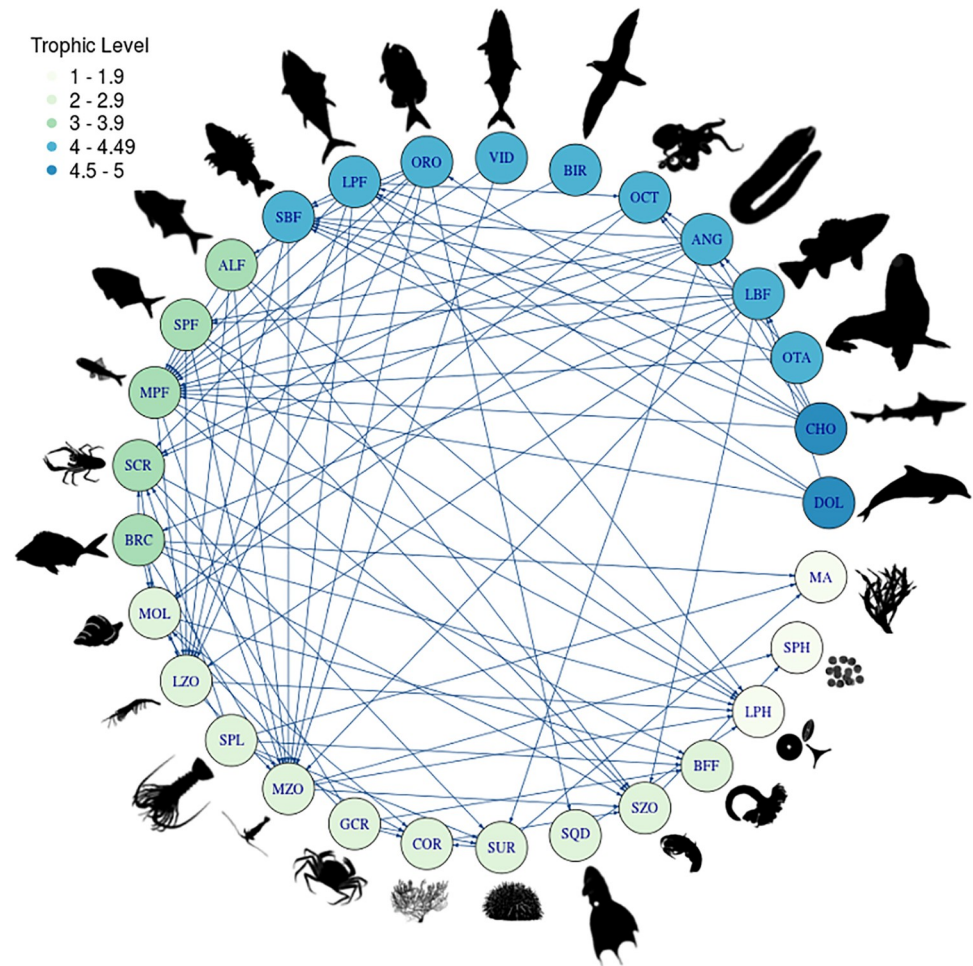 Trophic Level
1 - 1.9
2 - 2.9
3 - 3.9
4 - 4.49
4.5 - 5
VID
ORO
BIR
LPF
OCT
SBF
ANG
ALF
LBF
SPF
OTA
MPF
CHO
SCR
DOL
BRC
MA
MOL
SPH
LZO
LPH
SPL
BFF
MZO
SZO
GCR
SQD
COR
SUR